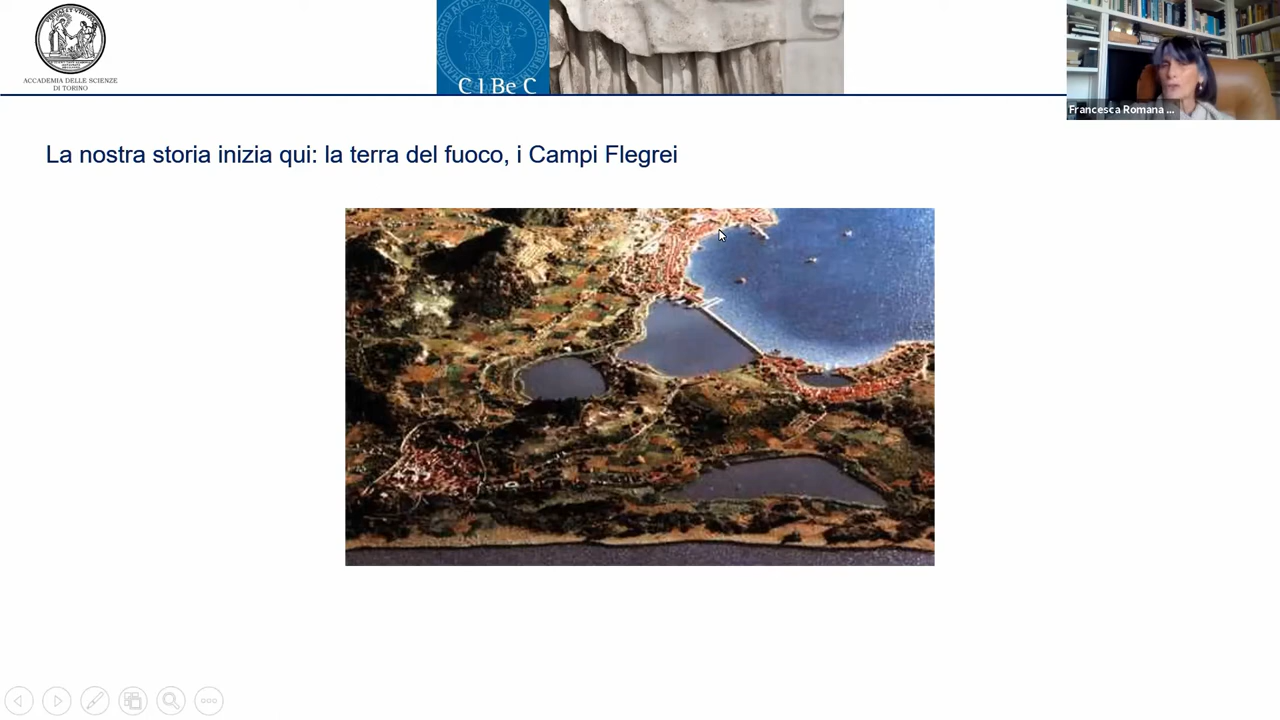 ACCADEMIA DELLE SCIENZE
DI TORINO
C I Be C
Francesca Romana ...
La nostra storia inizia qui: la terra del fuoco, i Campi Flegrei